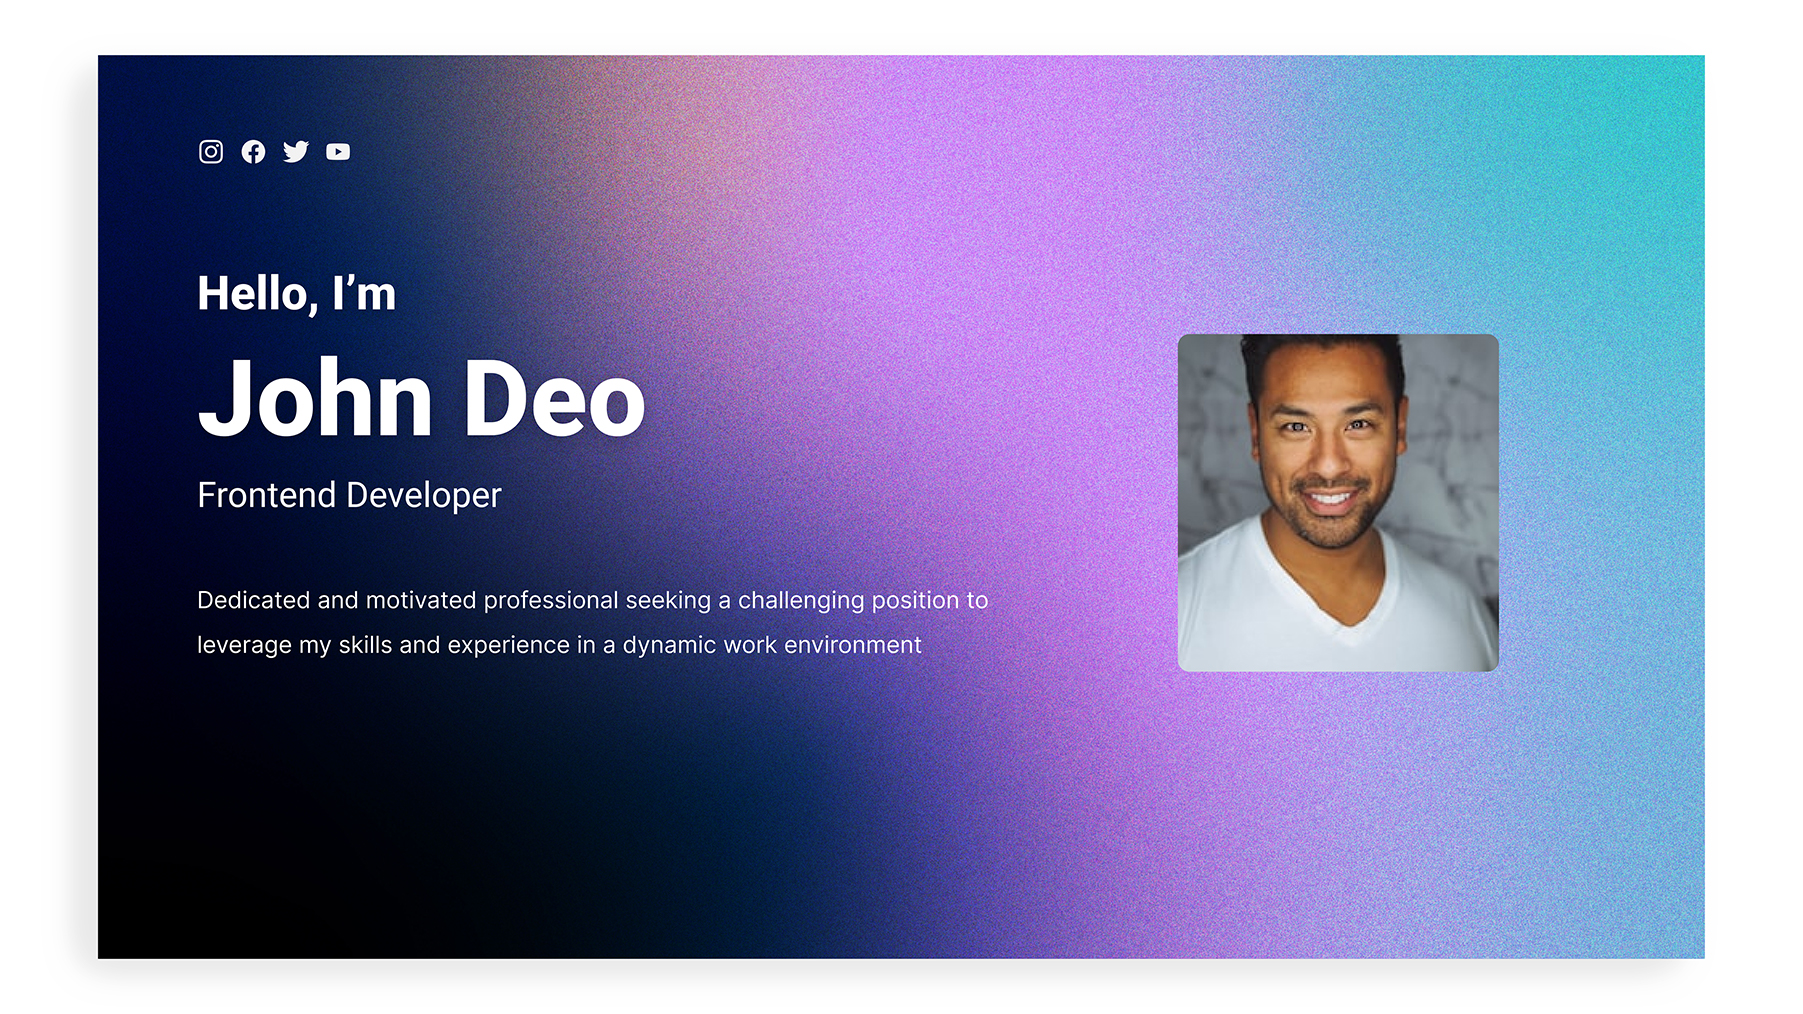 Hello, I’m
John Deo
Frontend Developer
Dedicated and motivated professional seeking a challenging position to
leverage my skills and experience in a dynamic work environment